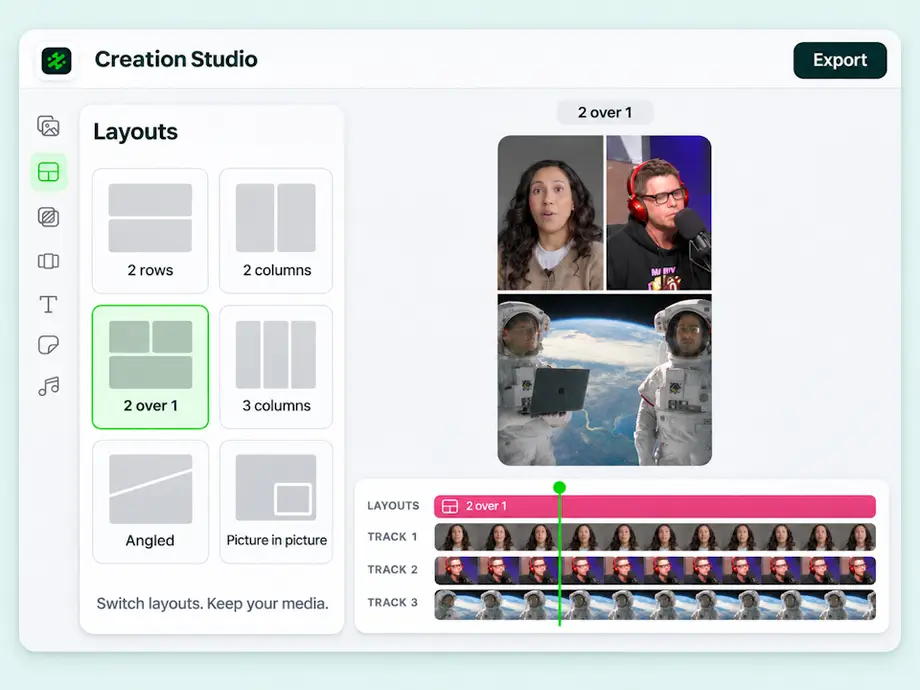 Creation Studio
Export
Layouts
2 rows
2 columns
2 over 1
3 columns
Angled
Picture in picture
Switch layouts. Keep your media.
2 over 1
LAYOUTS
2 over 1
TRACK 1
TRACK 2
TRACK 3